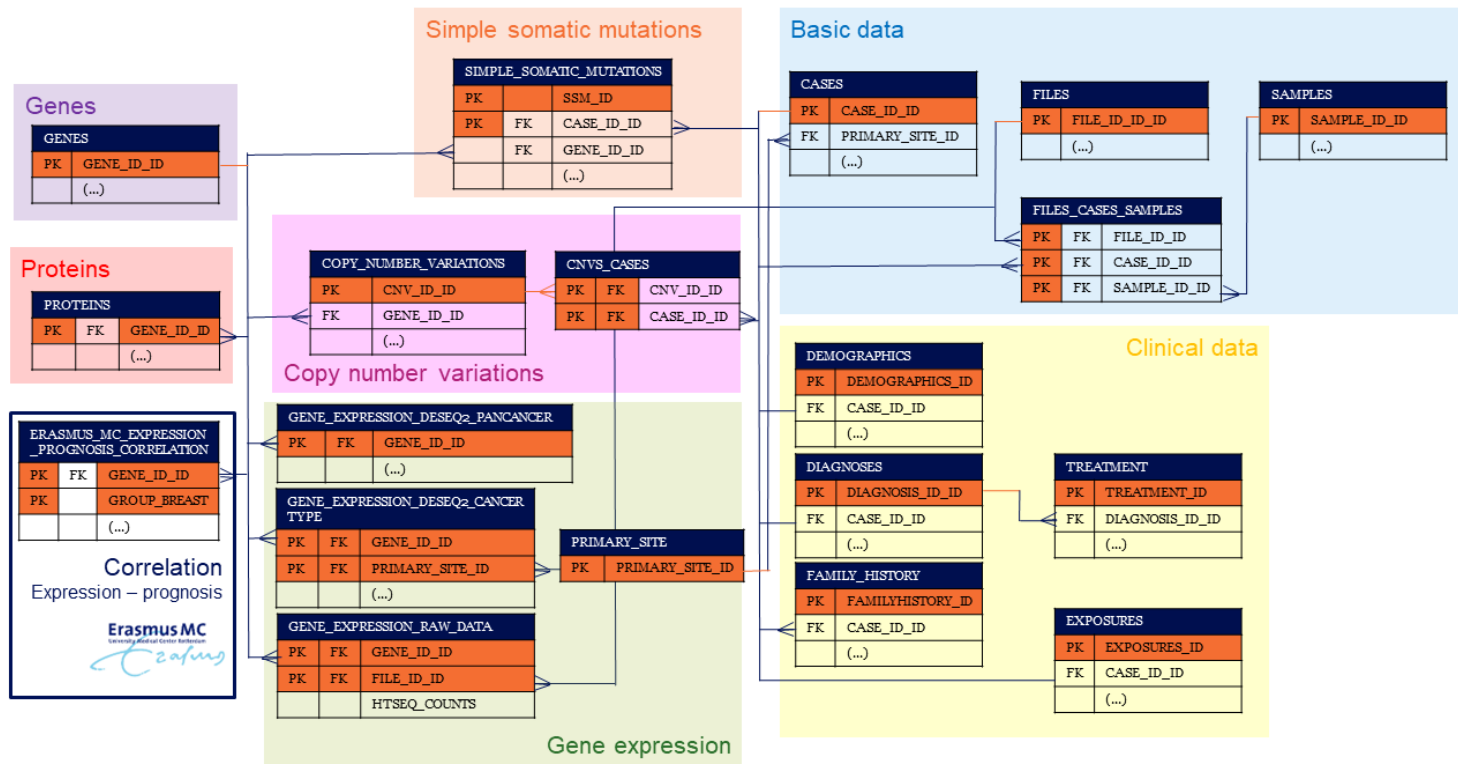 Simple somatic mutations
SIMPLE_SOMATIC_MUTATIONS
PK SSM_ID
PK FK CASE_ID_ID
FK GENE_ID_ID
(...)
Basic data
CASES
PK CASE_ID_ID
FK PRIMARY_SITE_ID
(...)
FILES
PK FILE_ID_ID_ID
(...)
SAMPLES
PK SAMPLE_ID_ID
(...)
FILES_CASES_SAMPLES
PK FK FILE_ID_ID
PK FK CASE_ID_ID
PK FK SAMPLE_ID_ID
Genes
GENES
PK GENE_ID_ID
(...)
Proteins
PROTEINS
PK FK GENE_ID_ID
(...)
COPY_NUMBER_VARIATIONS
PK CNV_ID_ID
FK GENE_ID_ID
(...)
CNVS_CASES
PK FK CNV_ID_ID
PK FK CASE_ID_ID
Copy number variations
ERASMUS_MC_EXPRESSION
_PROGNOSIS_CORRELATION
PK FK GENE_ID_ID
PK GROUP_BREAST
(...)
Correlation
Expression – prognosis
Erasmus MC
University Medical Center Rotterdam
Erasmus
GENE_EXPRESSION_DESEQ2_PANCANCER
PK FK GENE_ID_ID
(...)
GENE_EXPRESSION_DESEQ2_CANCER
TYPE
PK FK GENE_ID_ID
PK FK PRIMARY_SITE_ID
(...)
PRIMARY_SITE
PK PRIMARY_SITE_ID
GENE_EXPRESSION_RAW_DATA
PK FK GENE_ID_ID
PK FK FILE_ID_ID
HTSEQ_COUNTS
Gene expression
Clinical data
DEMOGRAPHICS
PK DEMOGRAPHICS_ID
FK CASE_ID_ID
(...)
DIAGNOSES
PK DIAGNOSIS_ID_ID
FK CASE_ID_ID
(...)
TREATMENT
PK TREATMENT_ID
FK DIAGNOSIS_ID_ID
(...)
FAMILY_HISTORY
PK FAMILYHISTORY_ID
FK CASE_ID_ID
(...)
EXPOSURES
PK EXPOSURES_ID
FK CASE_ID_ID
(...)